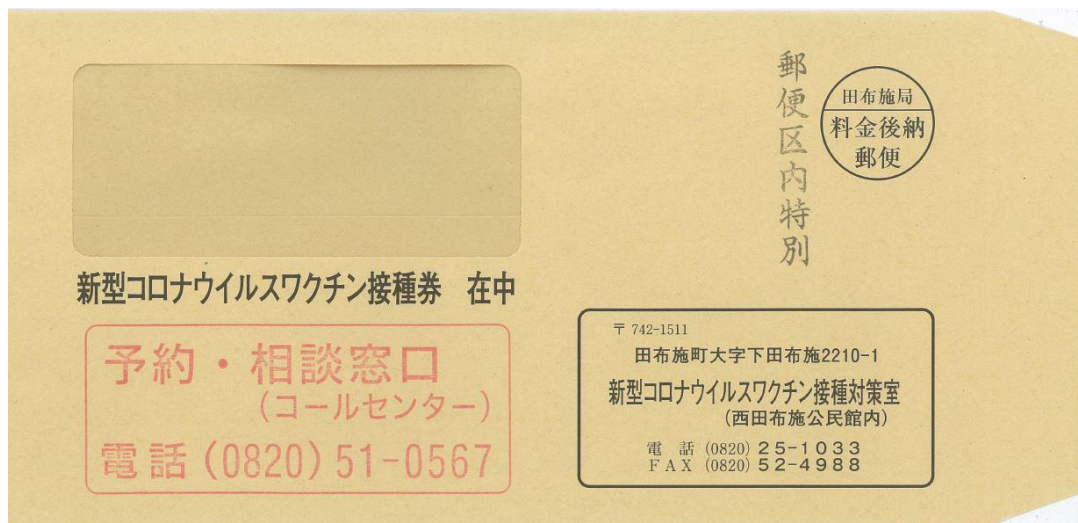 郵便区内特別
田布施局
料金後納
郵便
新型コロナウイルスワクチン接種券　在中
予約・相談窓口
(コールセンター)
電話(0820)51-0567
〒742-1511
田布施町大字下田布施2210-1
新型コロナウイルスワクチン接種対策室
(西田布施公民館内)
電　話 (0820) 25-1033
ＦＡＸ (0820) 52-4988